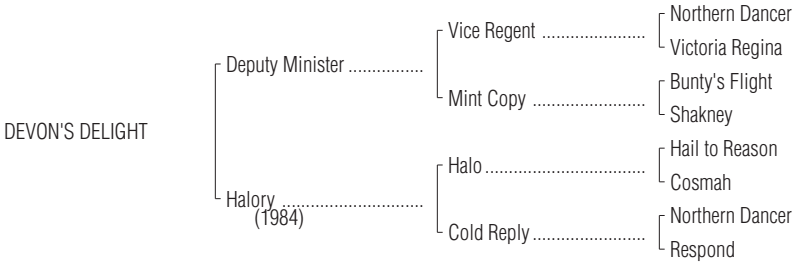 Northern Dancer
Vice Regent ......................
Victoria Regina
Deputy Minister ................
Bunty's Flight
Mint Copy ........................
Shakney
DEVON'S DELIGHT
Hail to Reason
Halo..................................
Cosmah
Halory ..............................
(1984)
Northern Dancer
Cold Reply........................
Respond